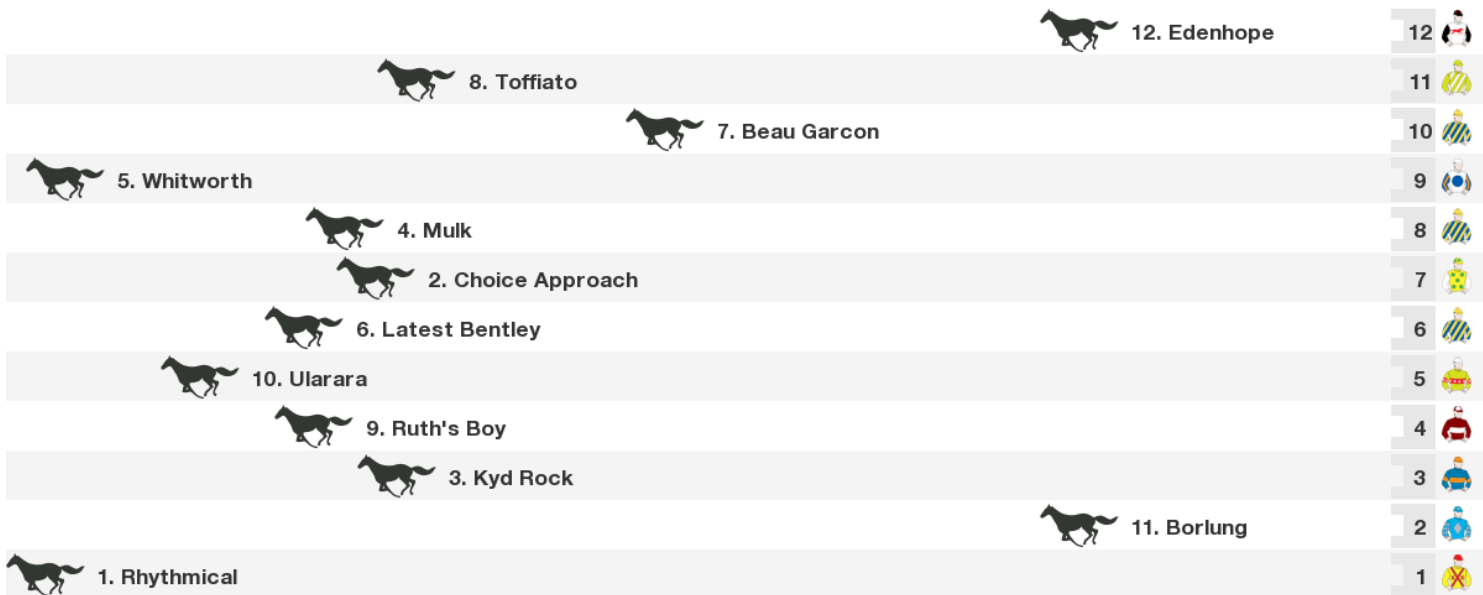 12. Edenhope 12
8. Toffiato 11
7. Beau Garcon 10
5. Whitworth 9
4. Mulk 8
2. Choice Approach 7
6. Latest Bentley 6
10. Ularara 5
9. Ruth's Boy 4
3. Kyd Rock 3
11. Borlung 2
1. Rhythmical 1